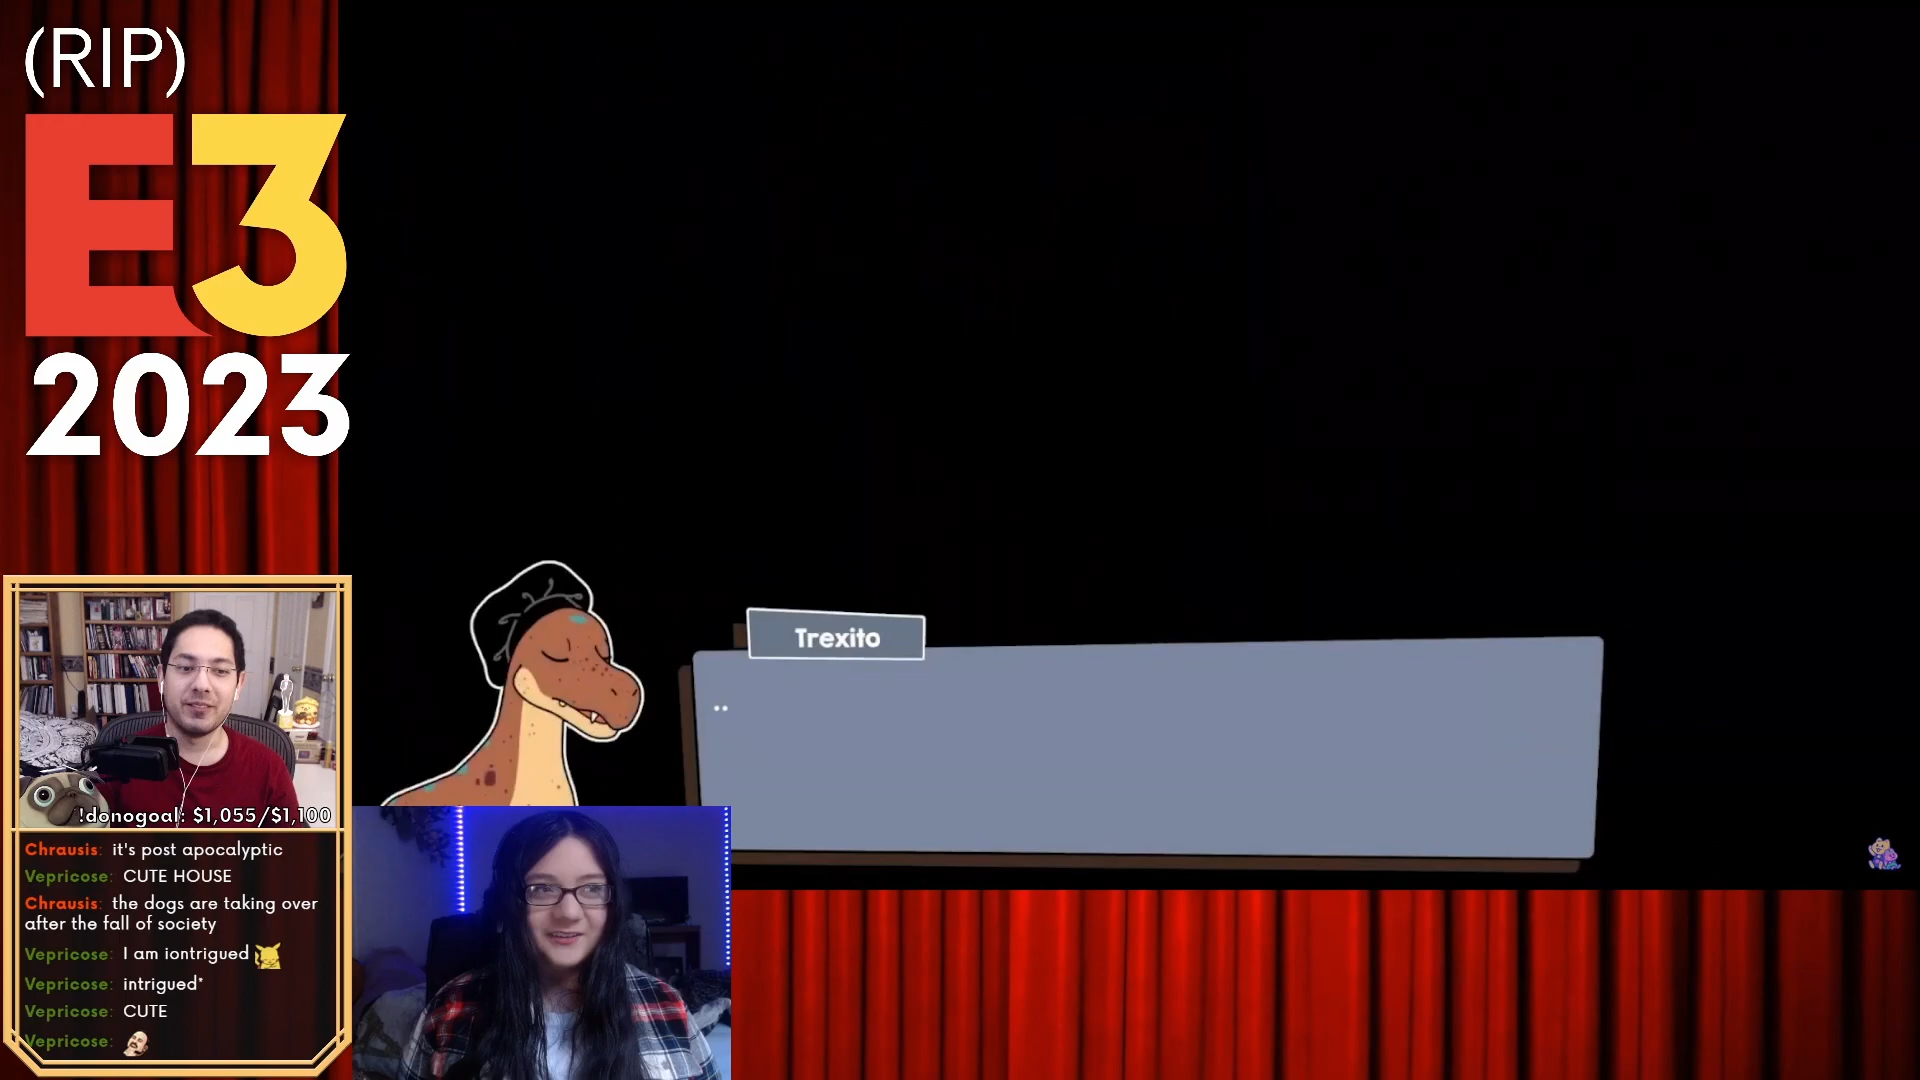 (RIP)
E3
2023
Trexito
..
!donogoal: $1,055/$1,100
Chrausis: it's post apocalyptic
Vepricose: CUTE HOUSE
Chrausis: the dogs are taking over
after the fall of society
Vepricose: I am iontrigued
Vepricose: intrigued*
Vepricose: CUTE
Vepricose: